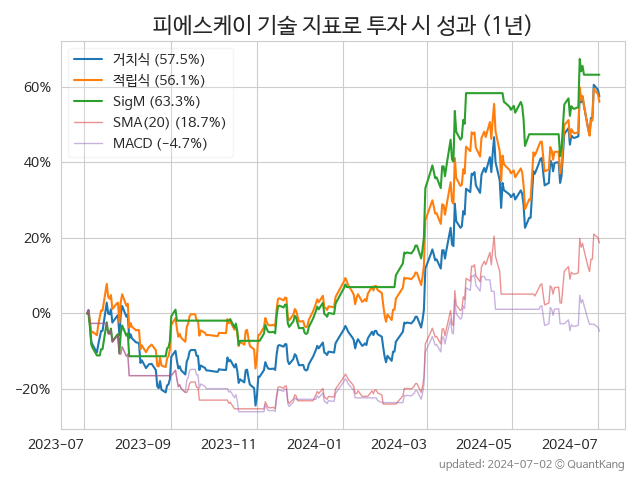 피에스케이 기술 지표로 투자 시 성과 (1년)
거치식 (57.5%)
적립식 (56.1%)
SigM (63.3%)
SMA(20) (18.7%)
MACD (−4.7%)
60%
40%
20%
0%
−20%
2023-07 2023-09 2023-11 2024-01 2024-03 2024-05 2024-07
updated: 2024-07-02 © QuantKang